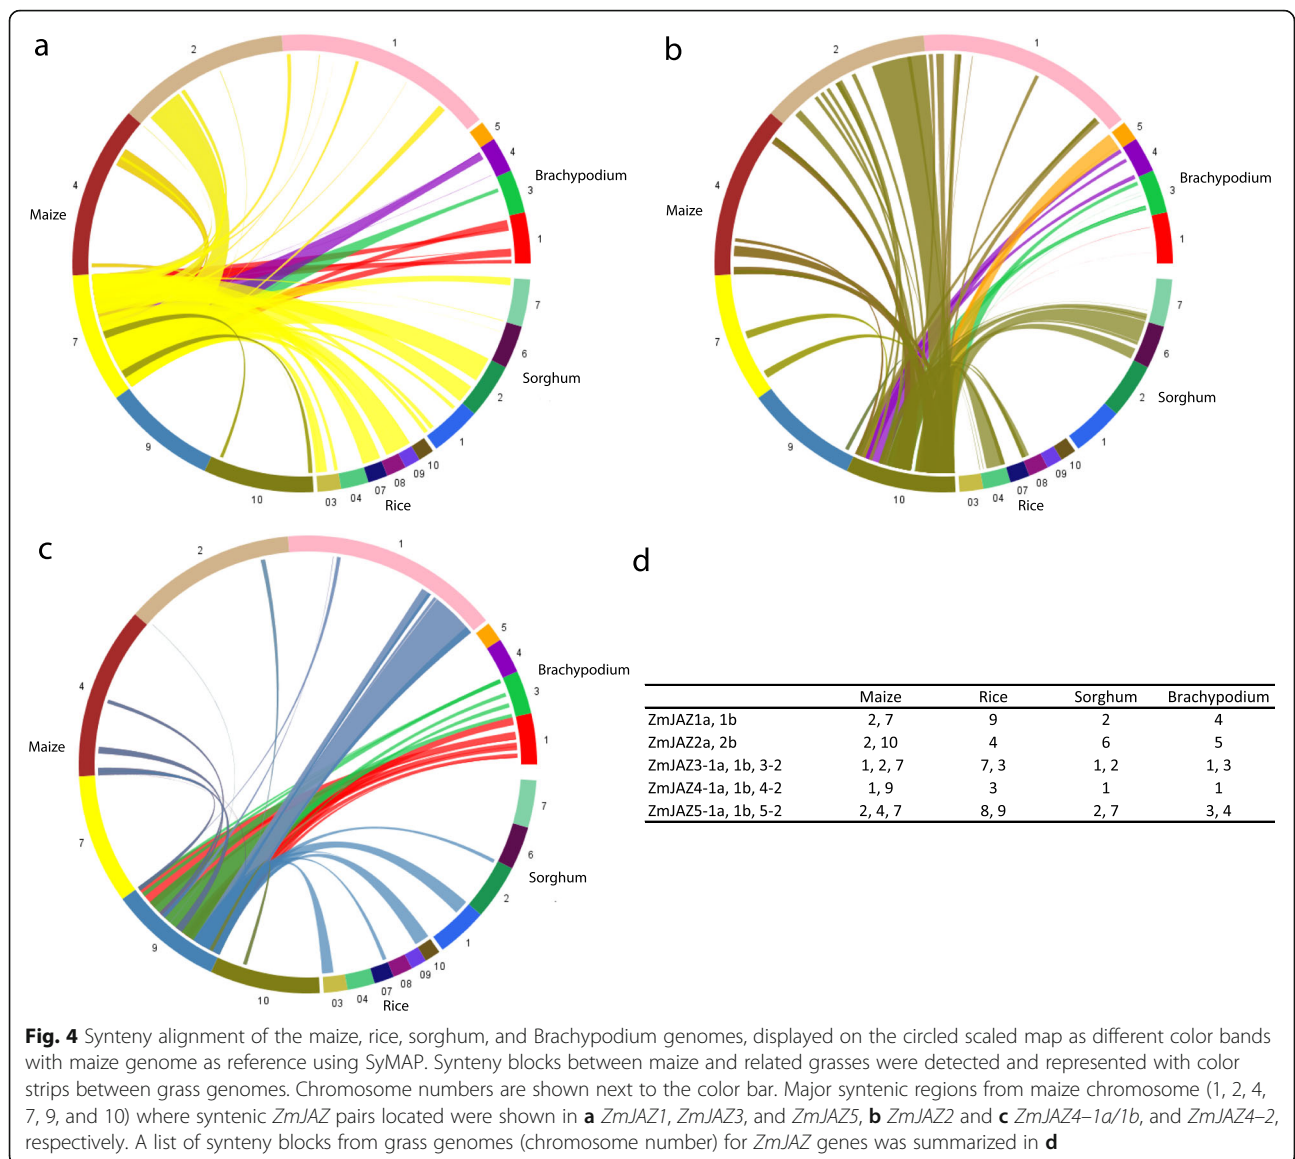 a
2
1
4
Maize
7
9
10
03
04
07
08
09
10
Rice
1
2
Sorghum
6
7
1
3
Brachypodium
4
5
b
2
1
4
Maize
7
9
10
03
04
07
08
09
10
Rice
1
2
Sorghum
6
7
1
3
Brachypodium
4
5
c
2
1
4
Maize
7
9
10
03
04
07
08
09
10
Rice
1
2
Sorghum
6
7
1
3
Brachypodium
4
5
d
Maize Rice Sorghum Brachypodium
ZmJAZ1a, 1b 2, 7 9 2 4
ZmJAZ2a, 2b 2, 10 4 6 5
ZmJAZ3-1a, 1b, 3-2 1, 2, 7 7, 3 1, 2 1, 3
ZmJAZ4-1a, 1b, 4-2 1, 9 3 1 1
ZmJAZ5-1a, 1b, 5-2 2, 4, 7 8, 9 2, 7 3, 4
Fig. 4 Synteny alignment of the maize, rice, sorghum, and Brachypodium genomes, displayed on the circled scaled map as different color bands
with maize genome as reference using SyMAP. Synteny blocks between maize and related grasses were detected and represented with color
strips between grass genomes. Chromosome numbers are shown next to the color bar. Major syntenic regions from maize chromosome (1, 2, 4,
7, 9, and 10) where syntenic ZmJAZ pairs located were shown in a ZmJAZ1, ZmJAZ3, and ZmJAZ5, b ZmJAZ2 and c ZmJAZ4–1a/1b, and ZmJAZ4–2,
respectively. A list of synteny blocks from grass genomes (chromosome number) for ZmJAZ genes was summarized in d